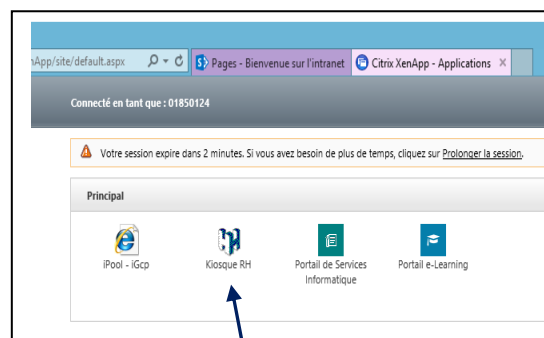 \App/site/default.aspx
Pages - Bienvenue sur l'intranet
Citrix XenApp - Applications
Connecté en tant que : 01850124
Votre session expire dans 2 minutes. Si vous avez besoin de plus de temps, cliquez sur Prolonger la session.
Principal
iPool - iGcp
Kiosque RH
Portail de Services
Informatique
Portail e-Learning